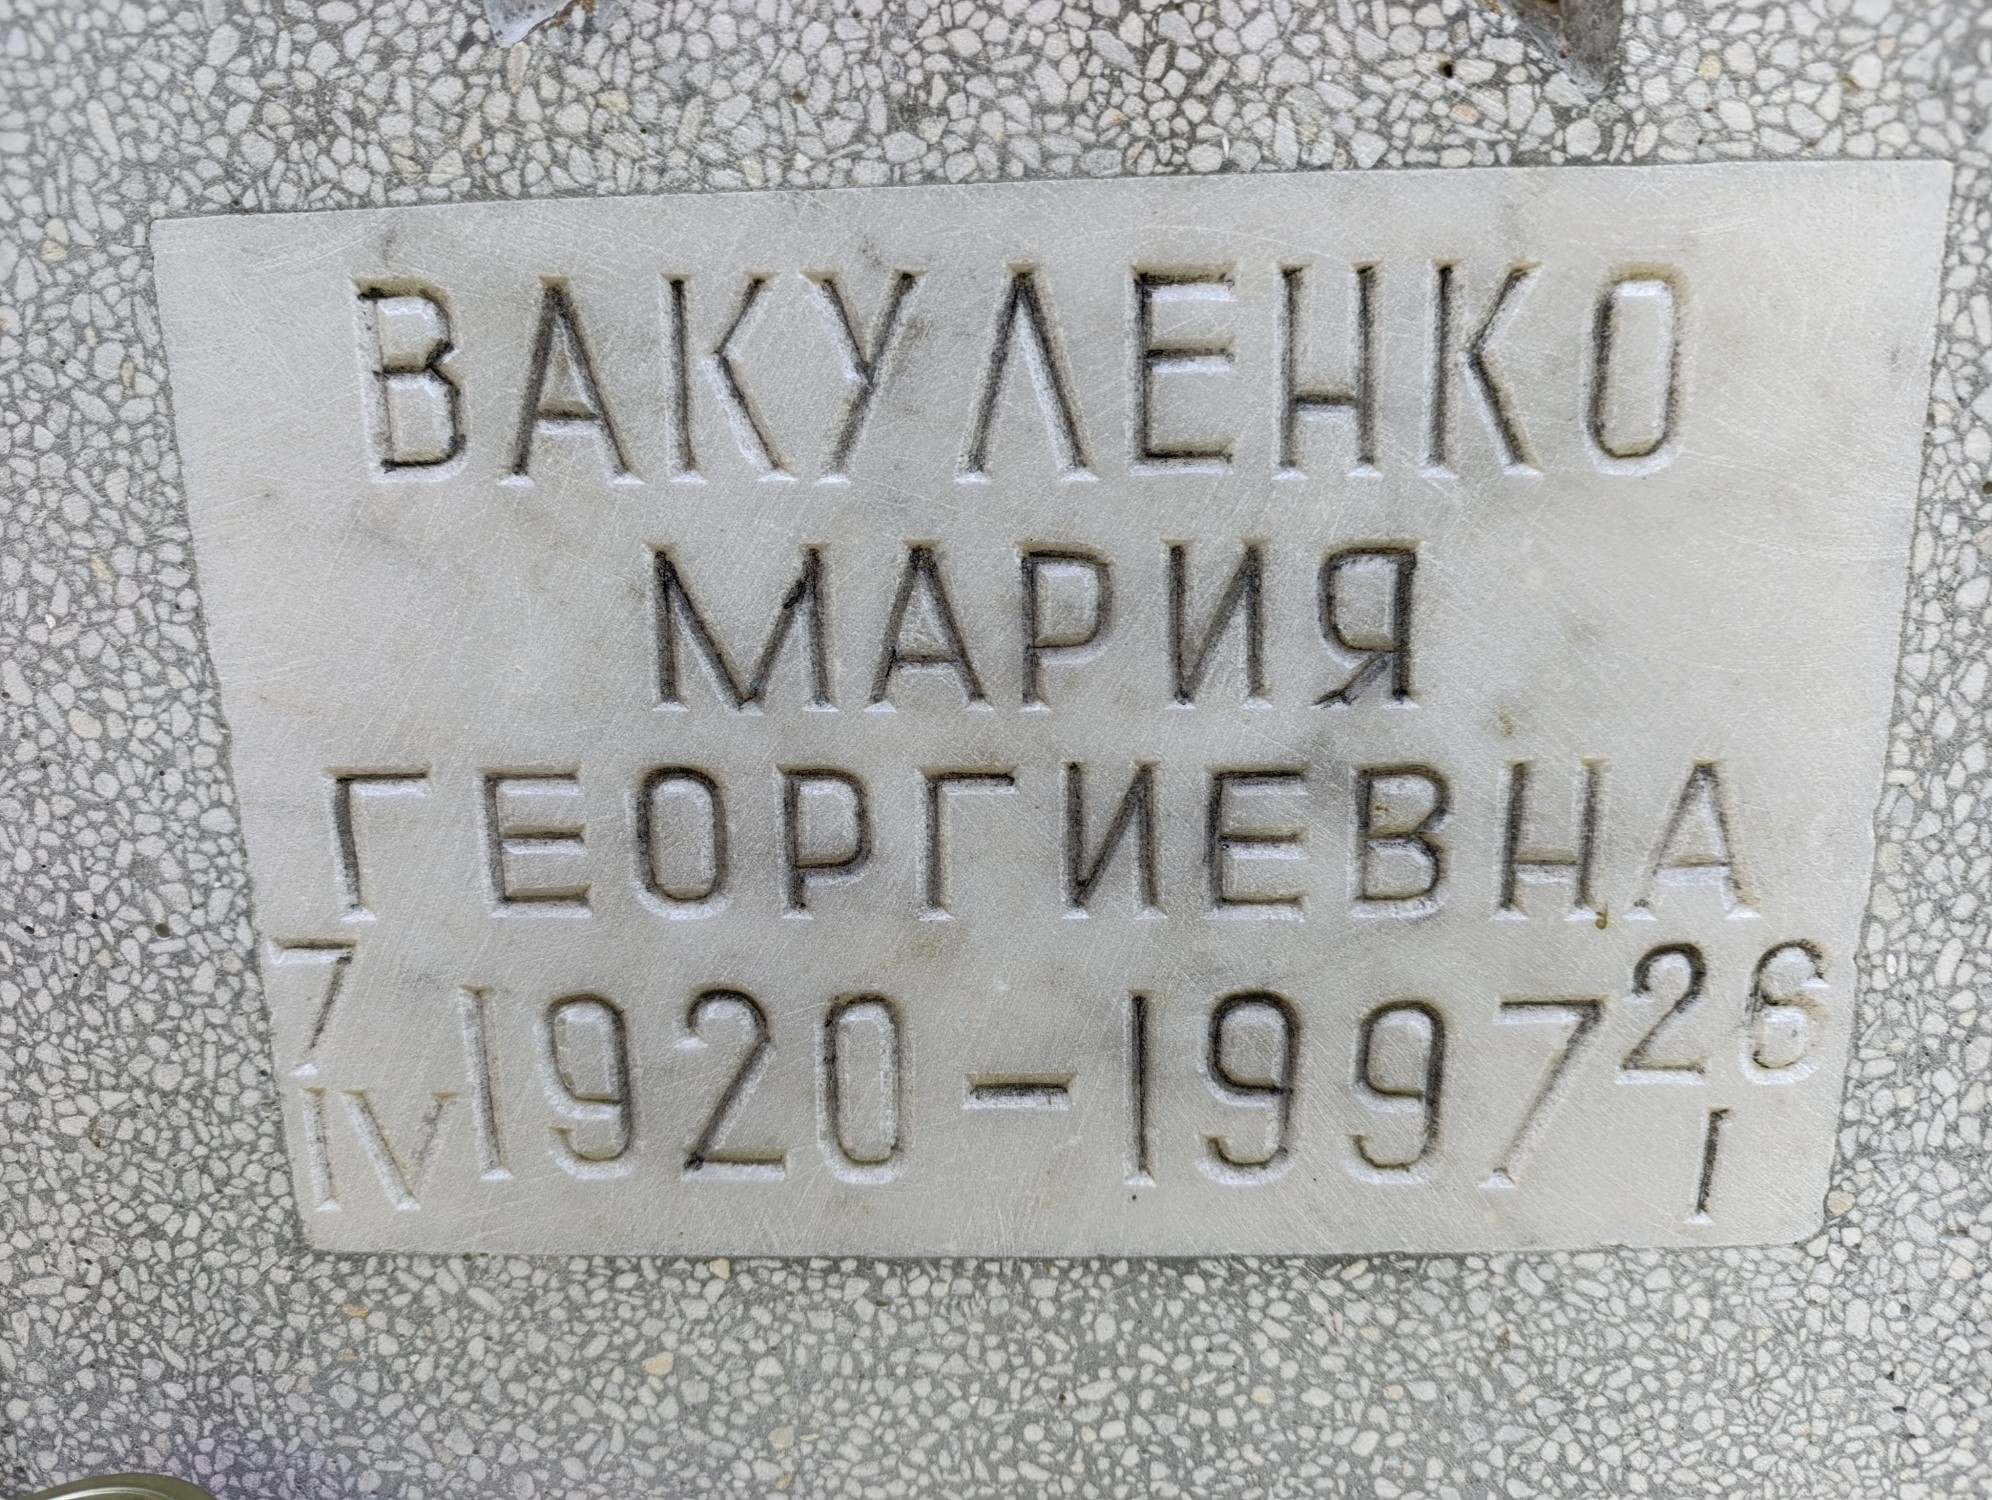 ВАКУЛЕНКО
МАРИЯ
ГЕОРГИЕВНА
7 IV 1920-1997 26 I